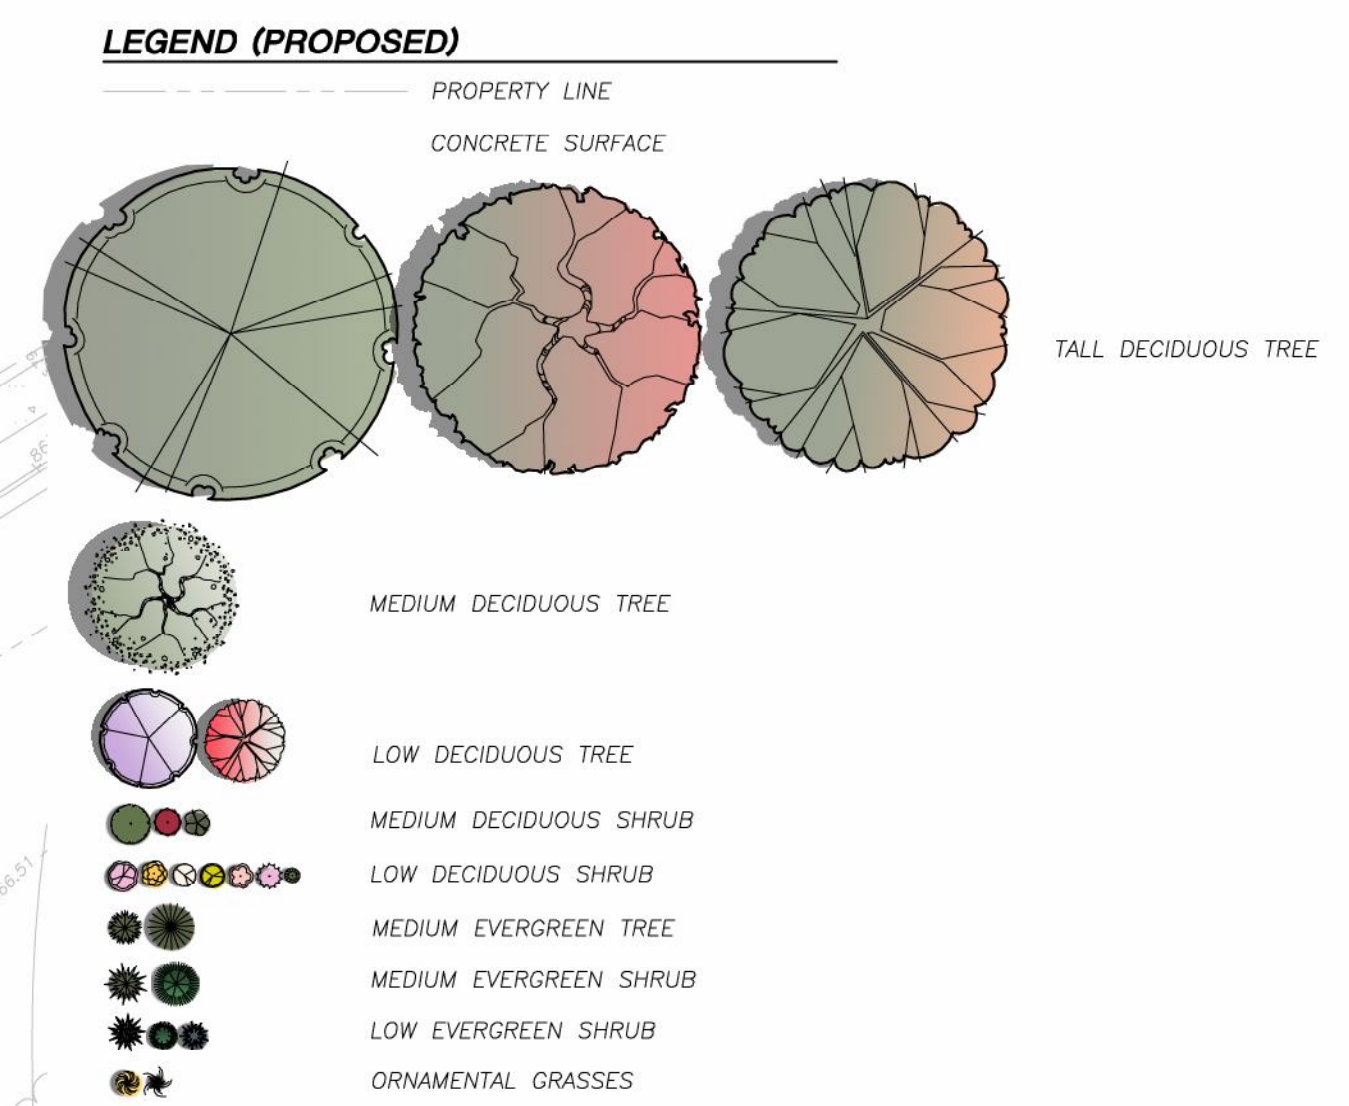 LEGEND (PROPOSED)
PROPERTY LINE
CONCRETE SURFACE
TALL DECIDUOUS TREE
MEDIUM DECIDUOUS TREE
LOW DECIDUOUS TREE
MEDIUM DECIDUOUS SHRUB
LOW DECIDUOUS SHRUB
MEDIUM EVERGREEN TREE
MEDIUM EVERGREEN SHRUB
LOW EVERGREEN SHRUB
ORNAMENTAL GRASSES